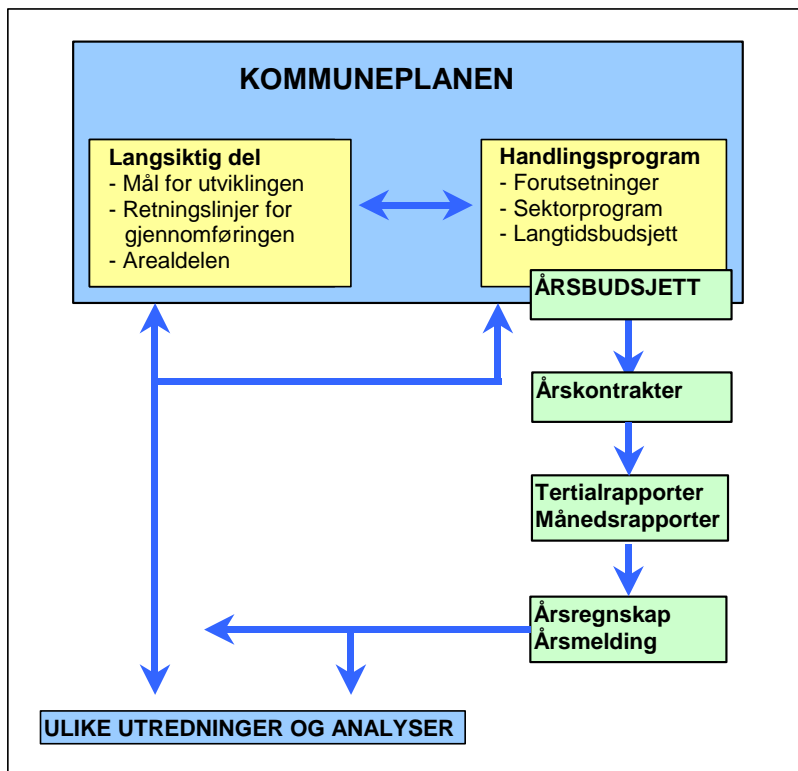 KOMMUNEPLANEN
Langsiktig del
- Mål for utviklingen
- Retningslinjer for
gjennomføringen
- Arealdelen
Handlingsprogram
- Forutsetninger
- Sektorprogram
- Langtidsbudsjett
ÅRSBUDSJETT
Årskontrakter
Tertialrapporter
Månedsrapporter
Årsregnskap
Årsmelding
ULIKE UTREDNINGER OG ANALYSER